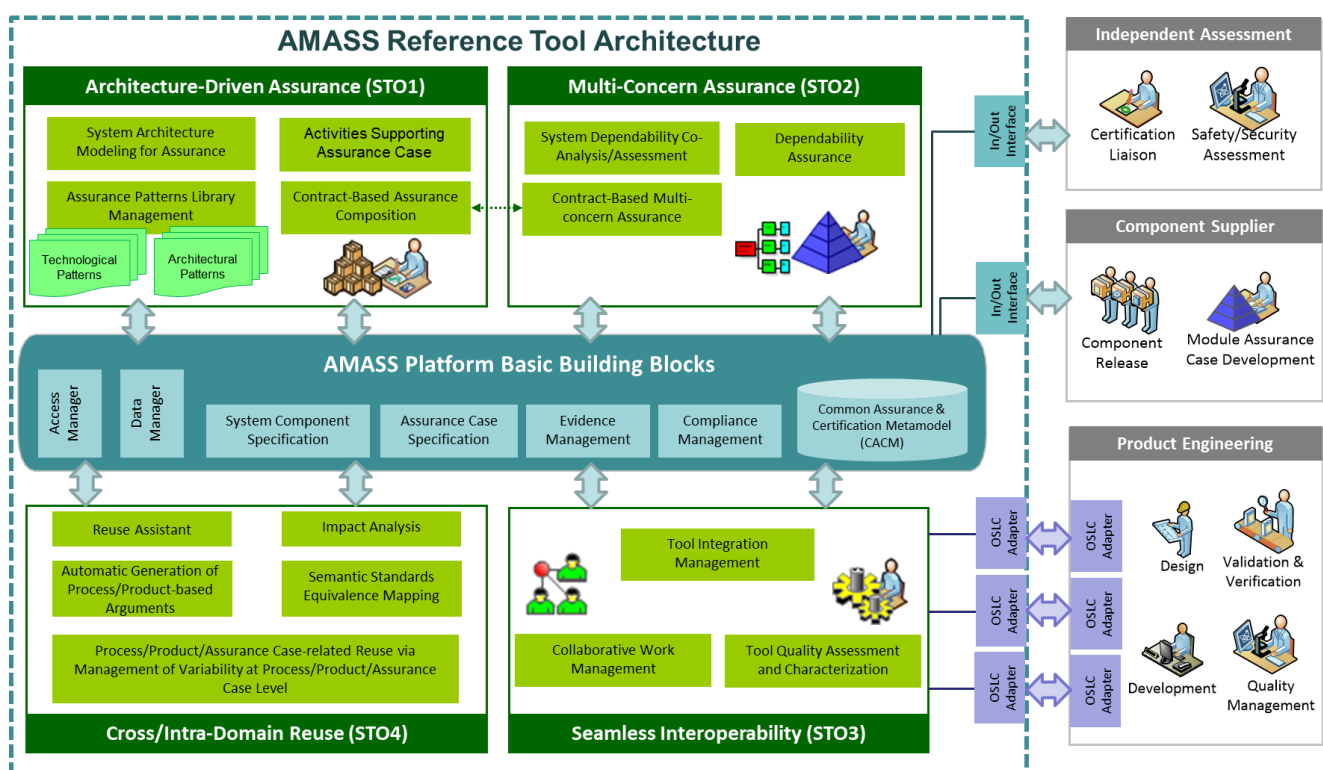 AMASS Reference Tool Architecture
Architecture-Driven Assurance (STO1)
System Architecture
Modeling for Assurance
Activities Supporting
Assurance Case
Assurance Patterns Library
Management
Contract-Based Assurance
Composition
Technological
Patterns
Architectural
Patterns
Multi-Concern Assurance (STO2)
System Dependability Co-
Analysis/Assessment
Dependability
Assurance
Contract-Based Multi-
concern Assurance
In/Out
Interface
In/Out
Interface
Independent Assessment
Certification
Liaison
Safety/Security
Assessment
Component Supplier
Component
Release
Module Assurance
Case Development
AMASS Platform Basic Building Blocks
Access
Manager
Data
Manager
System Component
Specification
Assurance Case
Specification
Evidence
Management
Compliance
Management
Common Assurance &
Certification Metamodel
(CACM)
Reuse Assistant
Impact Analysis
Automatic Generation of
Process/Product-based
Arguments
Semantic Standards
Equivalence Mapping
Process/Product/Assurance Case-related Reuse via
Management of Variability at Process/Product/Assurance
Case Level
Cross/Intra-Domain Reuse (STO4)
Tool Integration
Management
Collaborative Work
Management
Tool Quality Assessment
and Characterization
Seamless Interoperability (STO3)
OSLC
Adapter
OSLC
Adapter
OSLC
Adapter
OSLC
Adapter
OSLC
Adapter
OSLC
Adapter
Product Engineering
Design
Validation &
Verification
Development
Quality
Management